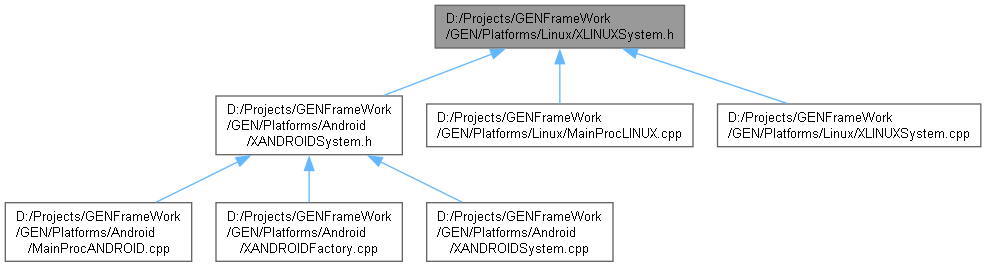 D:/Projects/GENFrameWork
/GEN/Platforms/Linux/XLINUXSystem.h
D:/Projects/GENFrameWork
/GEN/Platforms/Android
/XANDROIDSystem.h
D:/Projects/GENFrameWork
/GEN/Platforms/Linux/MainProcLINUX.cpp
D:/Projects/GENFrameWork
/GEN/Platforms/Linux/XLINUXSystem.cpp
D:/Projects/GENFrameWork
/GEN/Platforms/Android
/MainProcANDROID.cpp
D:/Projects/GENFrameWork
/GEN/Platforms/Android
/XANDROIDFactory.cpp
D:/Projects/GENFrameWork
/GEN/Platforms/Android
/XANDROIDSystem.cpp